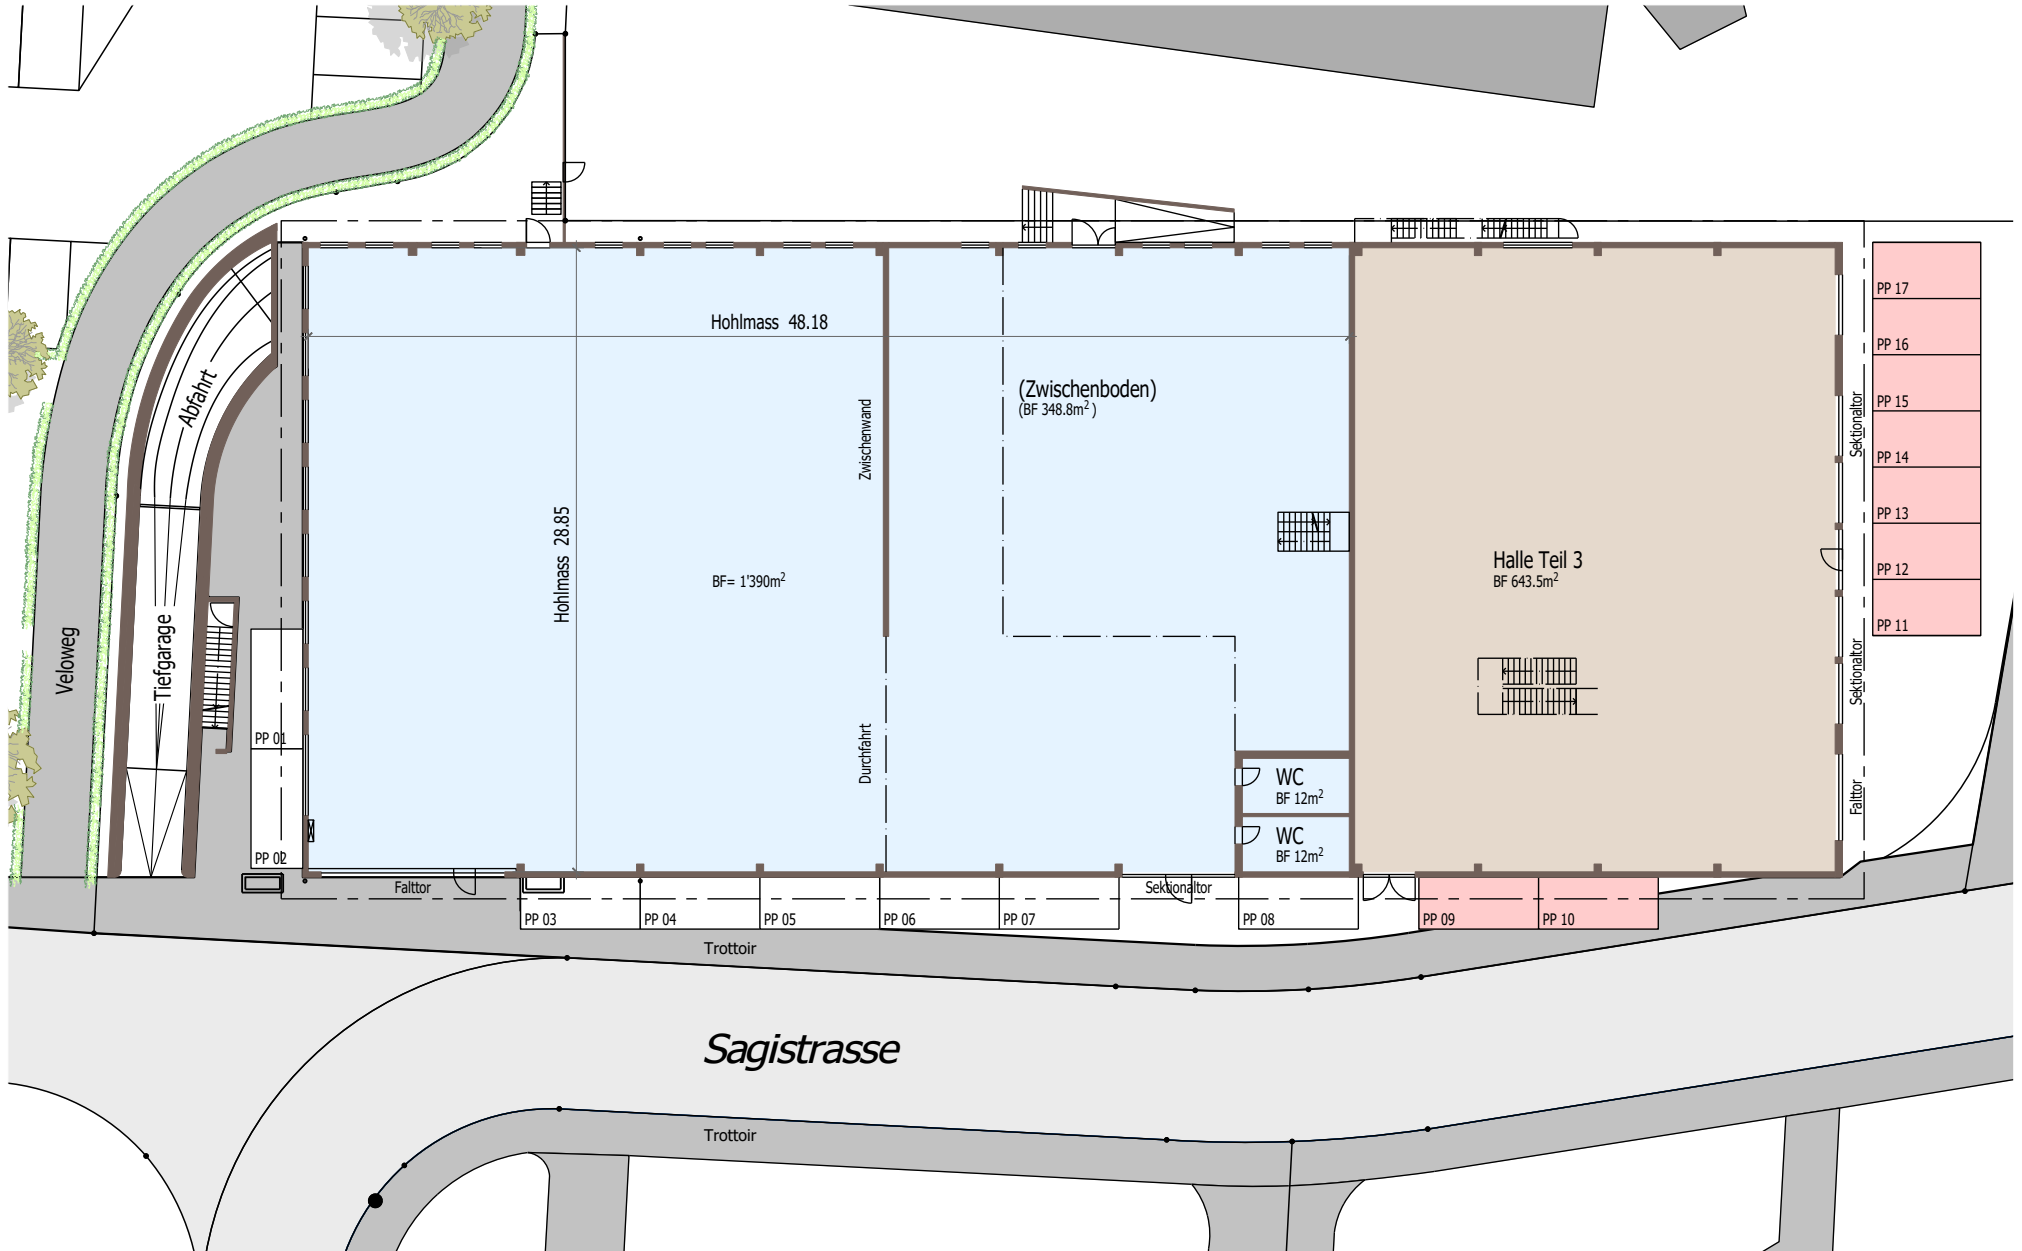 PP 17
Hohlmass 48.18
PP 16
Abfahrt
(Zwischenboden)
(BF 348.8m²)
PP 15
Zwischenwand
Sektionaltor
PP 14
Hohlmass 28.85
PP 13
Halle Teil 3
BF 643.5m²
BF= 1'390m²
PP 12
PP 11
Veloweg
Tiefgarage
Sektionaltor
PP 01
Durchfahrt
WC
BF 12m²
Falttor
WC
BF 12m²
PP 02
Falttor
Sektionaltor
PP 03
PP 04
PP 05
PP 06
PP 07
PP 08
PP 09
PP 10
Trottoir
Sagistrasse
Trottoir